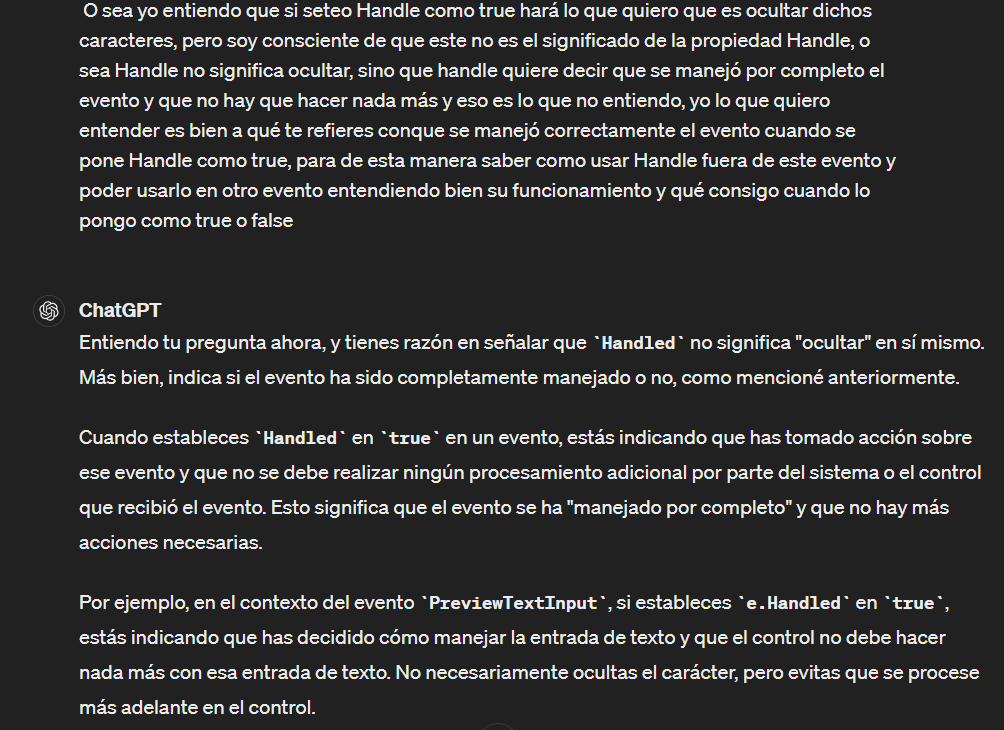 O sea yo entiendo que si seteo Handle como true hará lo que quiero que es ocultar dichos
caracteres, pero soy consciente de que este no es el significado de la propiedad Handle, o
sea Handle no significa ocultar, sino que handle quiere decir que se manejó por completo el
evento y que no hay que hacer nada más y eso es lo que no entiendo, yo lo que quiero
entender es bien a qué te refieres conque se manejó correctamente el evento cuando se
pone Handle como true, para de esta manera saber como usar Handle fuera de este evento y
poder usarlo en otro evento entendiendo bien su funcionamiento y qué consigo cuando lo
pongo como true o false
ChatGPT
Entiendo tu pregunta ahora, y tienes razón en señalar que `Handled` no significa "ocultar" en sí mismo.
Más bien, indica si el evento ha sido completamente manejado o no, como mencioné anteriormente.
Cuando estableces `Handled` en `true` en un evento, estás indicando que has tomado acción sobre
ese evento y que no se debe realizar ningún procesamiento adicional por parte del sistema o el control
que recibió el evento. Esto significa que el evento se ha "manejado por completo" y que no hay más
acciones necesarias.
Por ejemplo, en el contexto del evento `PreviewTextInput`, si estableces `e.Handled` en `true`,
estás indicando que has decidido cómo manejar la entrada de texto y que el control no debe hacer
nada más con esa entrada de texto. No necesariamente ocultas el carácter, pero evitas que se procese
más adelante en el control.